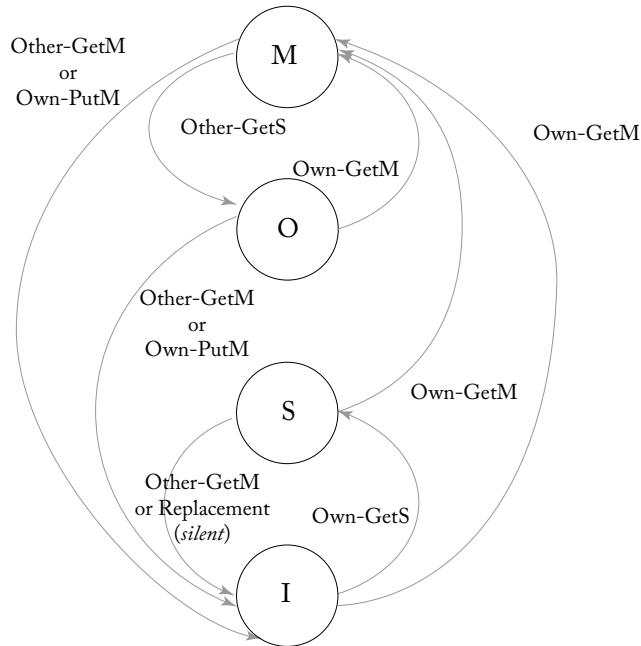 M
Other-GetM
or
Own-PutM
Other-GetS
Own-GetM
Own-GetM
O
Other-GetM
or
Own-PutM
S
Own-GetM
Other-GetM
or Replacement
(silent)
Own-GetS
I